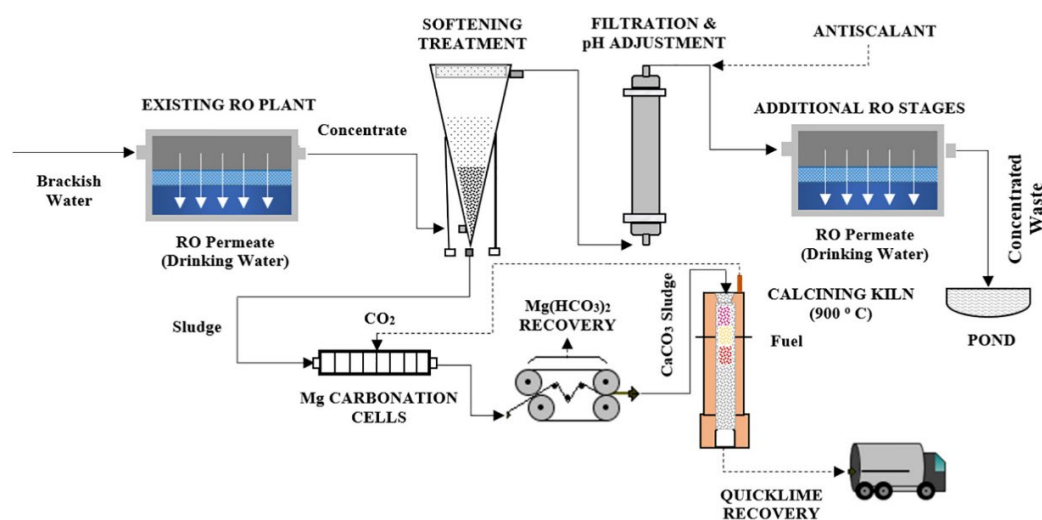 SOFTENING
TREATMENT
FILTRATION &
pH ADJUSTMENT
ANTISCALANT
EXISTING RO PLANT
Concentrate
ADDITIONAL RO STAGES
Brackish
Water
RO Permeate
(Drinking Water)
RO Permeate
(Drinking Water)
Concentrated
Waste
Sludge
CO2
Mg(HCO3)2
RECOVERY
CaCO3 Sludge
CALCINING KILN
(900 ° C)
Fuel
POND
Mg CARBONATION
CELLS
QUICKLIME
RECOVERY